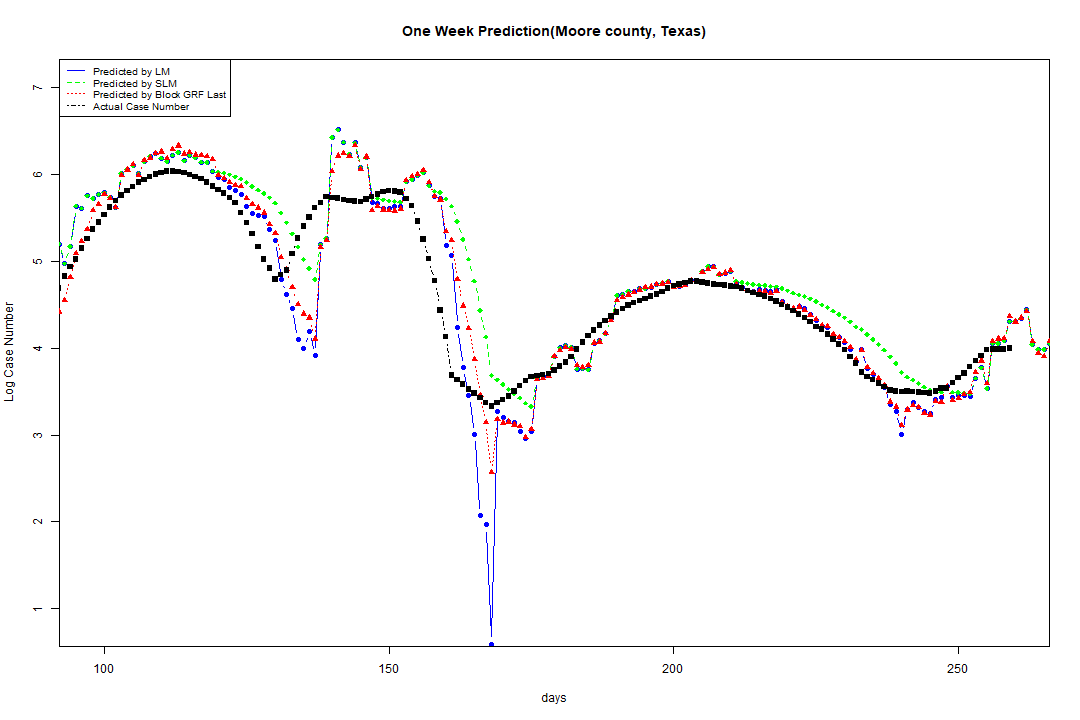 One Week Prediction(Moore county, Texas)
Predicted by LM
Predicted by SLM
Predicted by Block GRF Last
Actual Case Number
7
6
5
4
3
2
1
Log Case Number
100 150 200 250
days